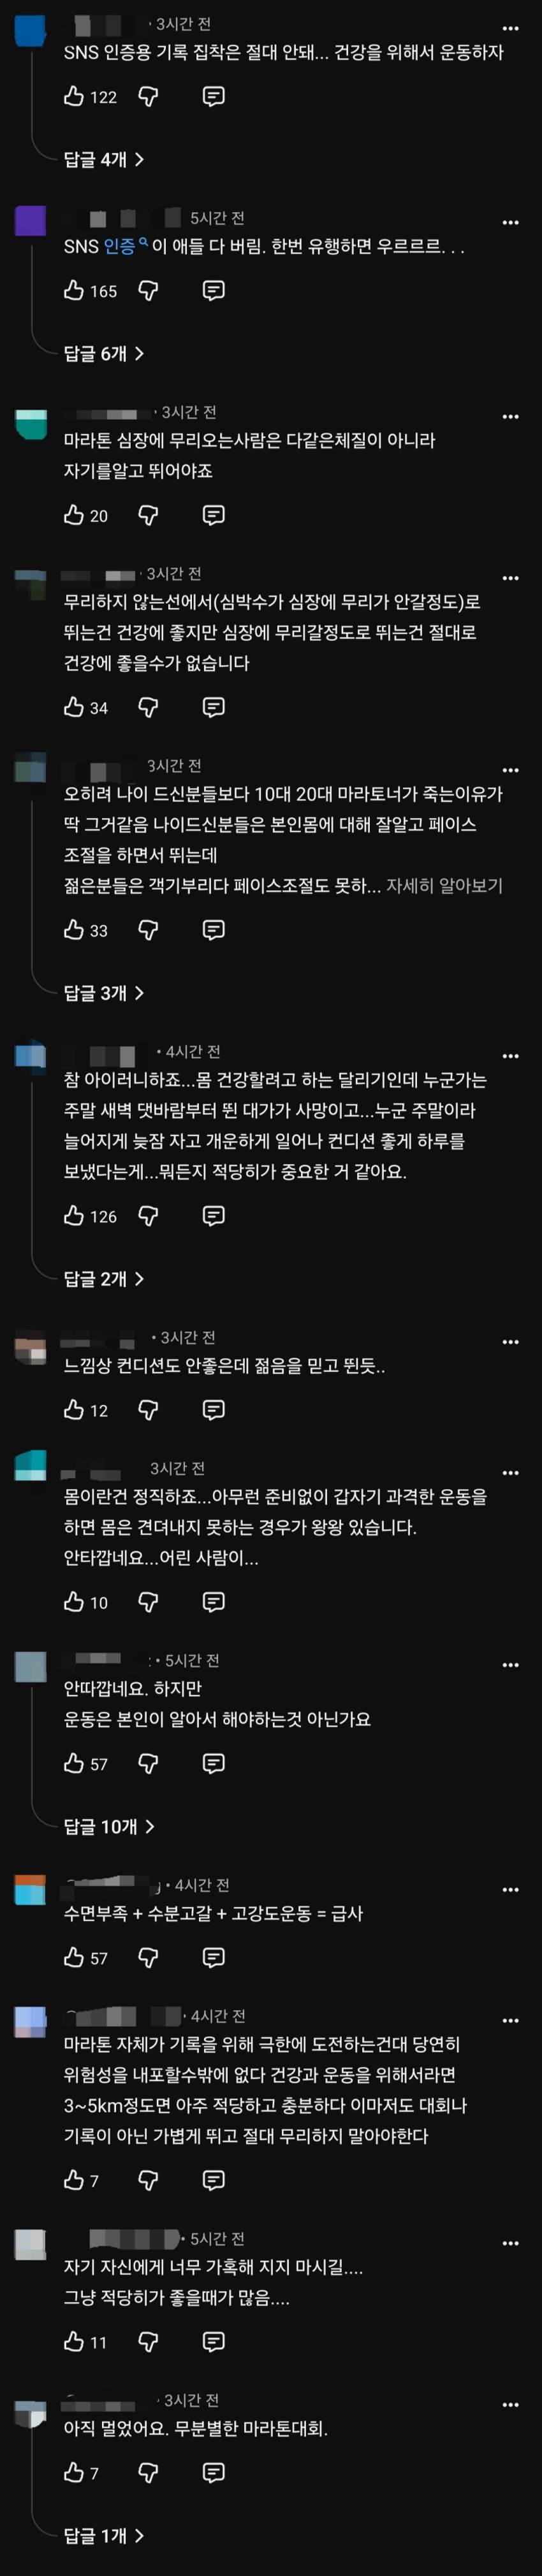 · 3시간 전
SNS 인증용 기록 집착은 절대 안돼... 건강을 위해서 운동하자
122
답글 4개 >
5시간 전
SNS 인증 이 애들 다 버림. 한번 유행하면 우르르르. . .
165
답글 6개 >
· 3시간 전
마라톤 심장에 무리오는사람은 다같은체질이 아니라
자기를알고 뛰어야죠
20
· 3시간 전
무리하지 않는선에서(심박수가 심장에 무리가 안갈정도)로
뛰는건 건강에 좋지만 심장에 무리갈정도로 뛰는건 절대로
건강에 좋을수가 없습니다
34
3시간 전
오히려 나이 드신분들보다 10대 20대 마라토너가 죽는이유가
딱 그거같음 나이드신분들은 본인몸에 대해 잘알고 페이스
조절을 하면서 뛰는데
젊은분들은 객기부리다 페이스조절도 못하... 자세히 알아보기
33
답글 3개 >
• 4시간 전
참 아이러니하죠...몸 건강할려고 하는 달리기인데 누군가는
주말 새벽 댓바람부터 뛴 대가가 사망이고...누군 주말이라
늘어지게 늦잠 자고 개운하게 일어나 컨디션 좋게 하루를
보냈다는게...뭐든지 적당히가 중요한 거 같아요.
126
답글 2개 >
• 3시간 전
느낌상 컨디션도 안좋은데 젊음을 믿고 뛴듯..
12
3시간 전
몸이란건 정직하죠...아무런 준비없이 갑자기 과격한 운동을
하면 몸은 견뎌내지 못하는 경우가 왕왕 있습니다.
안타깝네요...어린 사람이...
10
• 5시간 전
안따깝네요. 하지만
운동은 본인이 알아서 해야하는것 아닌가요
57
답글 10개 >
• 4시간 전
수면부족 + 수분고갈 + 고강도운동 = 급사
57
· 4시간 전
마라톤 자체가 기록을 위해 극한에 도전하는건대 당연히
위험성을 내포할수밖에 없다 건강과 운동을 위해서라면
3~5km정도면 아주 적당하고 충분하다 이마저도 대회나
기록이 아닌 가볍게 뛰고 절대 무리하지 말아야한다
7
• 5시간 전
자기 자신에게 너무 가혹해 지지 마시길....
그냥 적당히가 좋을때가 많음....
11
· 3시간 전
아직 멀었어요. 무분별한 마라톤대회.
7
답글 1개 >